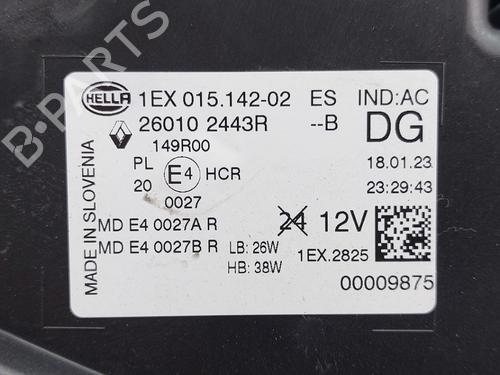 B-PARTS
HELLA 1EX 015.142-02 ES IND:AC
26010 2443R --B DG
149R00 18.01.23
PL E4 HCR 23:29:43
20
0027
MD E4 0027A R 24 12V
MD E4 0027B R LB: 26W 1EX.2825
HB: 38W 00009875
MADE IN SLOVENIA